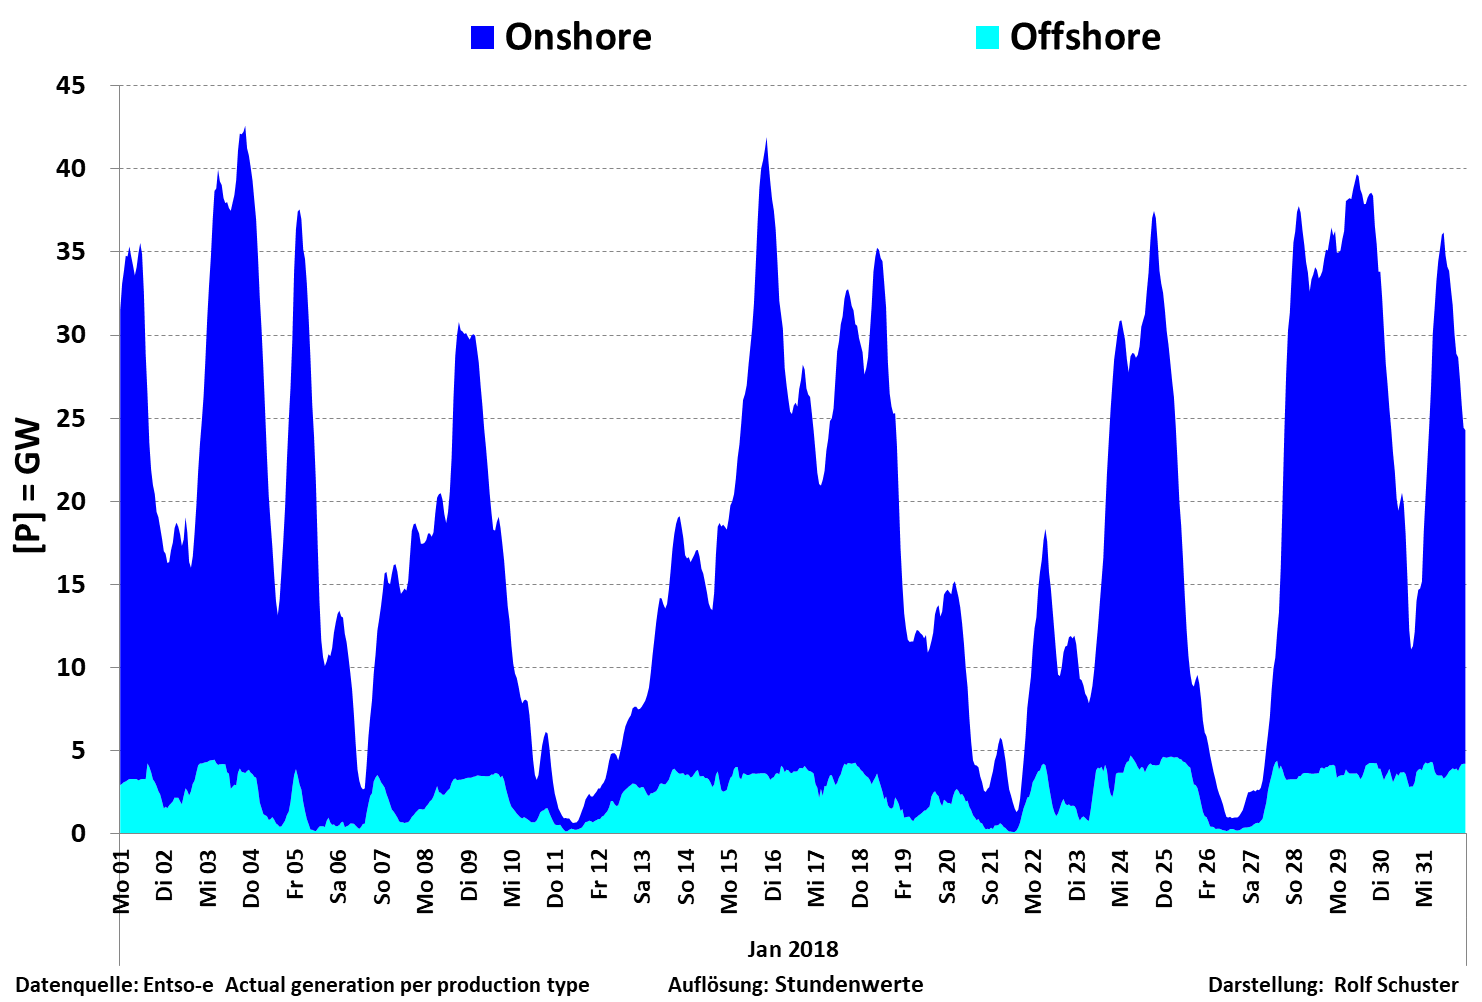 Onshore Offshore
45
40
35
30
25
20
15
10
5
0
[P] = GW
Mo 01 Di 02 Mi 03 Do 04 Fr 05 Sa 06 So 07 Mo 08 Di 09 Mi 10 Do 11 Fr 12 Sa 13 So 14 Mo 15 Di 16 Mi 17 Do 18 Fr 19 Sa 20 So 21 Mo 22 Di 23 Mi 24 Do 25 Fr 26 Sa 27 So 28 Mo 29 Di 30 Mi 31
Jan 2018
Datenquelle: Entso-e Actual generation per production type Auflösung: Stundenwerte Darstellung: Rolf Schuster